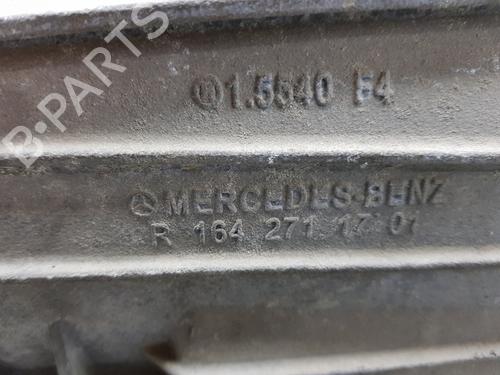 B-PARTS
1.5540 F4
MERCEDES-BENZ
R 164 271 17 01